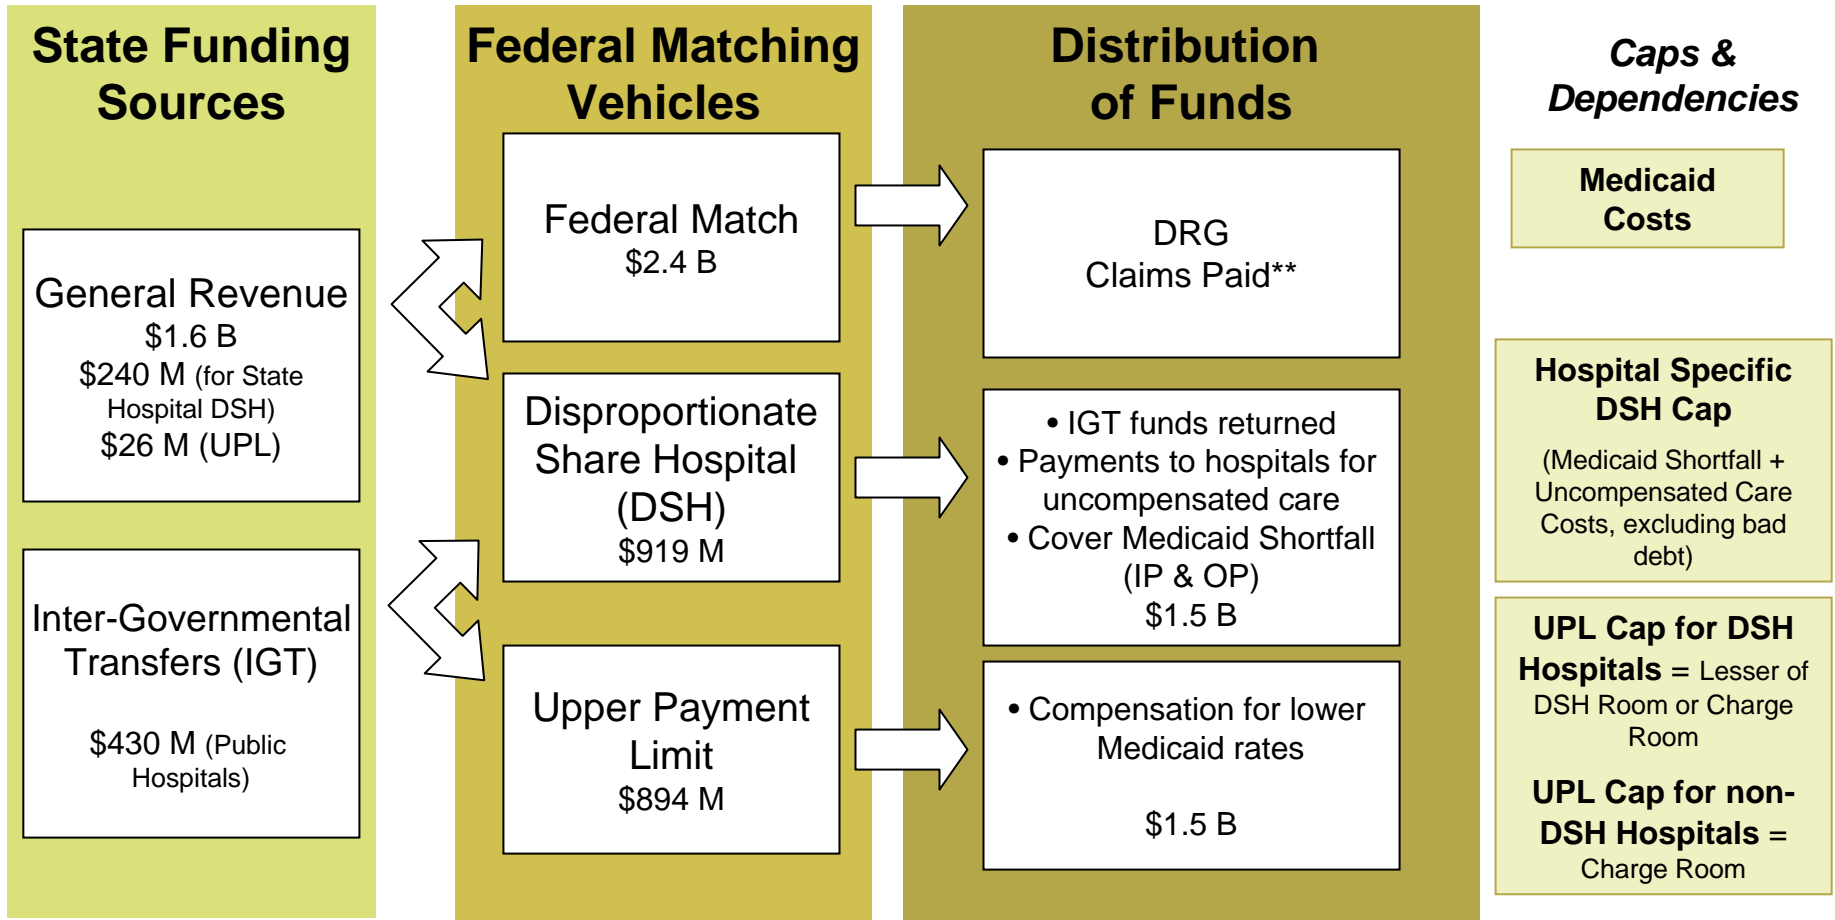 State Funding
Sources
General Revenue
$1.6 B
$240 M (for State
Hospital DSH)
$26 M (UPL)
Inter-Governmental
Transfers (IGT)
$430 M (Public
Hospitals)
Federal Matching
Vehicles
Federal Match
$2.4 B
Disproportionate
Share Hospital
(DSH)
$919 M
Upper Payment
Limit
$894 M
Distribution
of Funds
DRG
Claims Paid**
• IGT funds returned
• Payments to hospitals for
uncompensated care
• Cover Medicaid Shortfall
(IP & OP)
$1.5 B
• Compensation for lower
Medicaid rates
$1.5 B
Caps &
Dependencies
Medicaid
Costs
Hospital Specific
DSH Cap
(Medicaid Shortfall +
Uncompensated Care
Costs, excluding bad
debt)
UPL Cap for DSH
Hospitals = Lesser of
DSH Room or Charge
Room
UPL Cap for non-
DSH Hospitals =
Charge Room